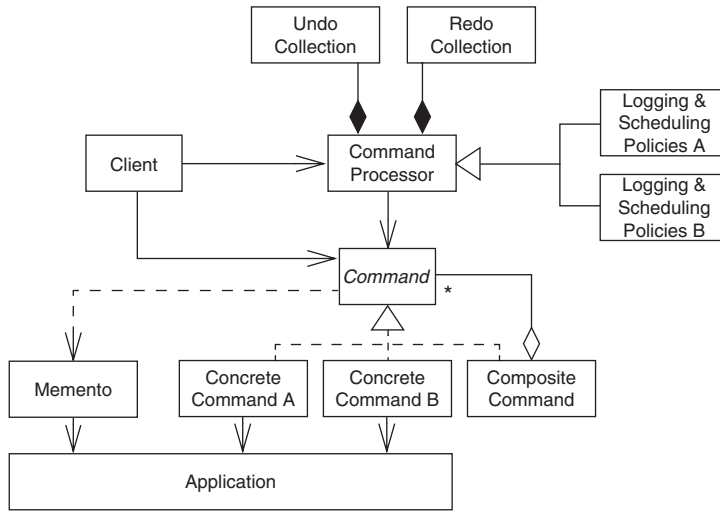 Undo
Collection
Redo
Collection
Logging &
Scheduling
Policies A
Client
Command
Processor
Logging &
Scheduling
Policies B
Command
*
Memento
Concrete
Command A
Concrete
Command B
Composite
Command
Application